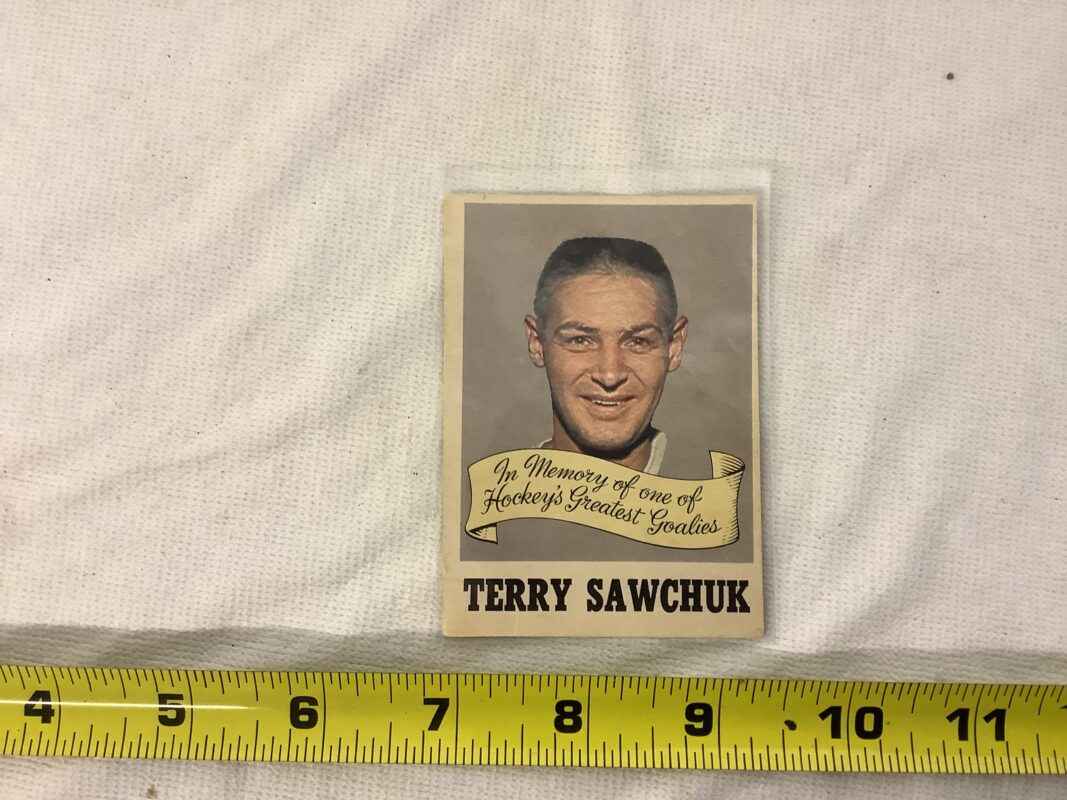 In Memory of one of
Hockey's Greatest Goalies
TERRY SAWCHUK
4 5 6 7 8 9 10 11